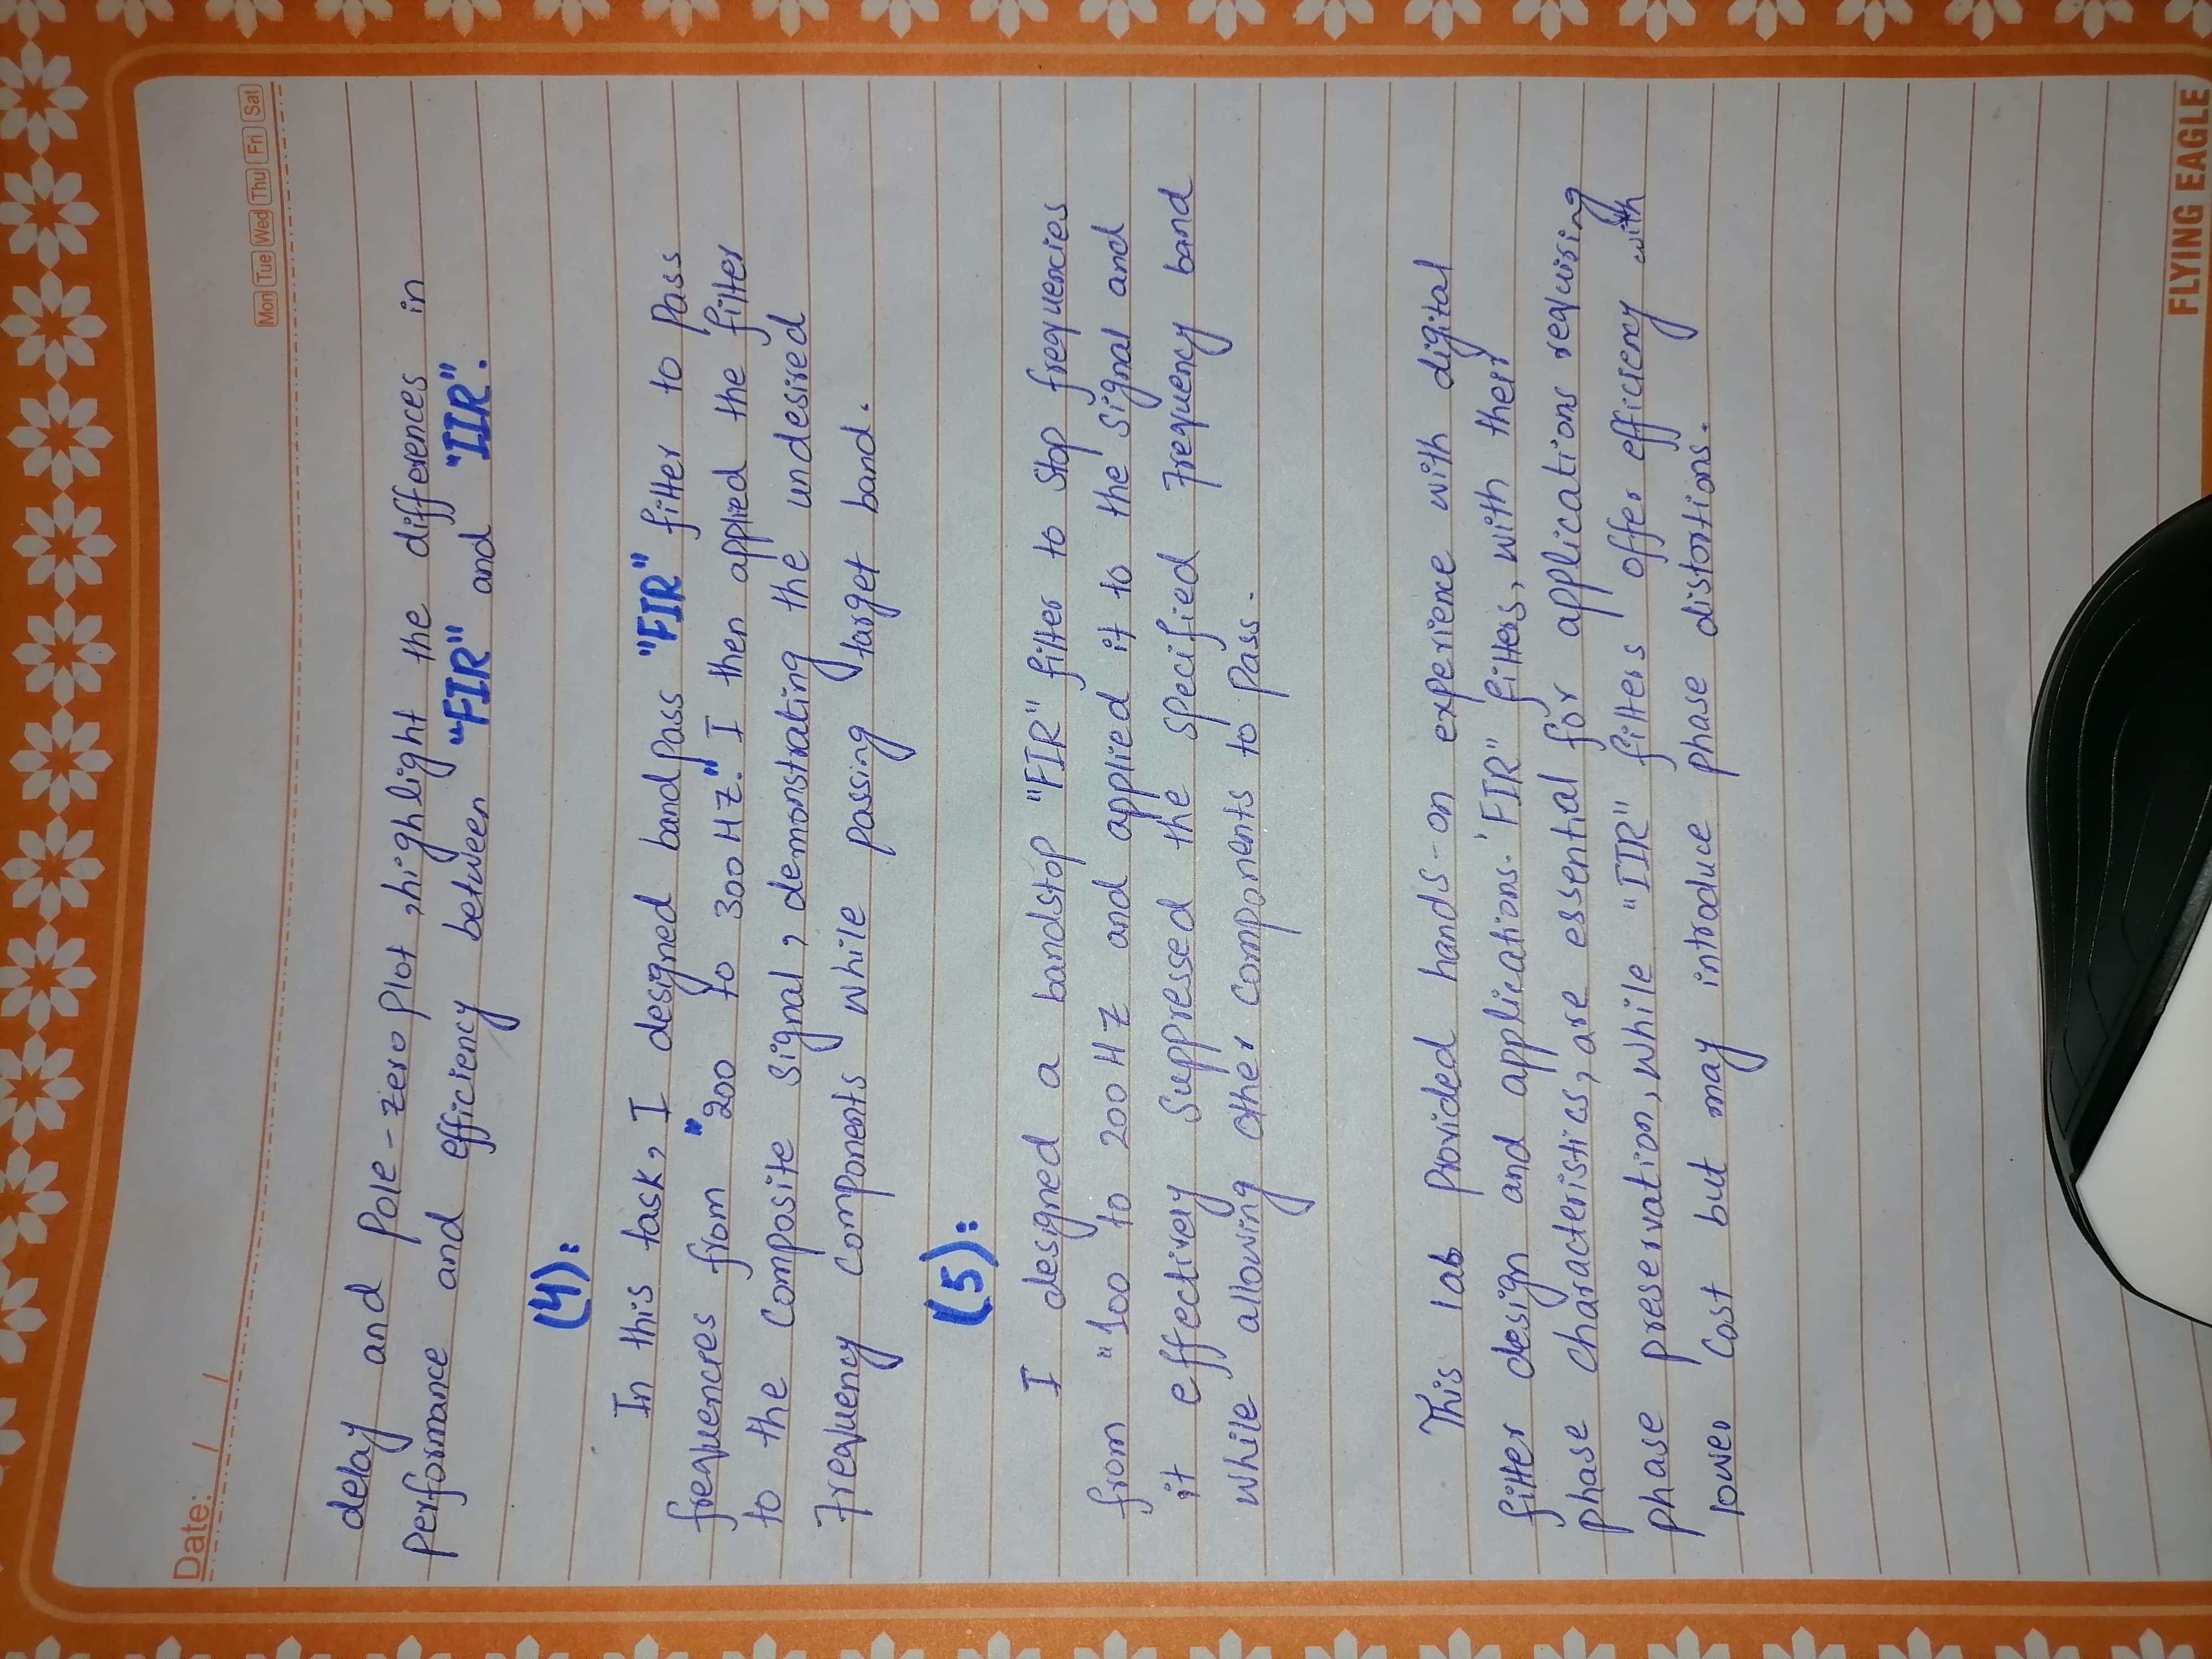 Date: / /
Mon Tue Wed Thu Fri Sat
delay and Pole-zero Plot, highlight the differences in
performance and efficiency between "FIR" and "IIR".
(4):
In this task, I designed bandpass "FIR" filter to pass
frequencies from "200 to 300 HZ." I then applied the filter
to the composite signal, demonstrating the undesired
frequency components while passing target band.
(5):
I designed a bandstop "FIR" filter to stop frequencies
from "100 to 200 HZ and applied it to the signal and
it effectively suppressed the specified frequency band
while allowing other components to pass.
This lab provided hands-on experience with digital
filter design and applications. 'FIR" filters, with their
phase characteristics, are essential for applications requiring
phase preservation, while "IIR" filters offer efficiency with
lower cost but may introduce phase distortions.
FLYING EAGLE